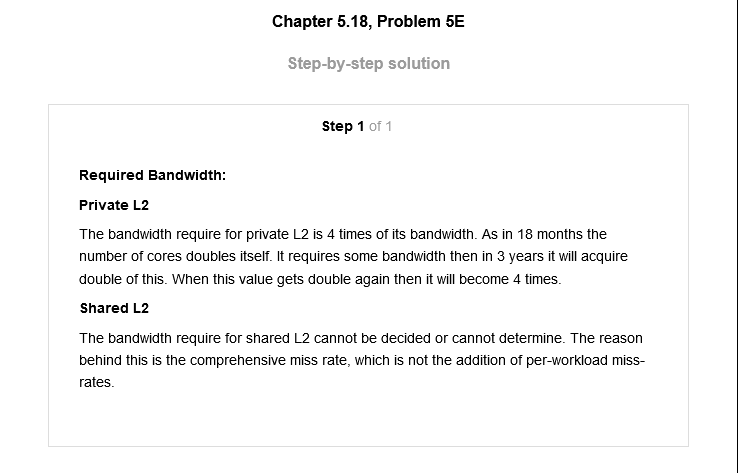 Chapter 5.18, Problem 5E
Step-by-step solution
Step 1 of 1
Required Bandwidth:
Private L2
The bandwidth require for private L2 is 4 times of its bandwidth. As in 18 months the
number of cores doubles itself. It requires some bandwidth then in 3 years it will acquire
double of this. When this value gets double again then it will become 4 times.
Shared L2
The bandwidth require for shared L2 cannot be decided or cannot determine. The reason
behind this is the comprehensive miss rate, which is not the addition of per-workload miss-
rates.